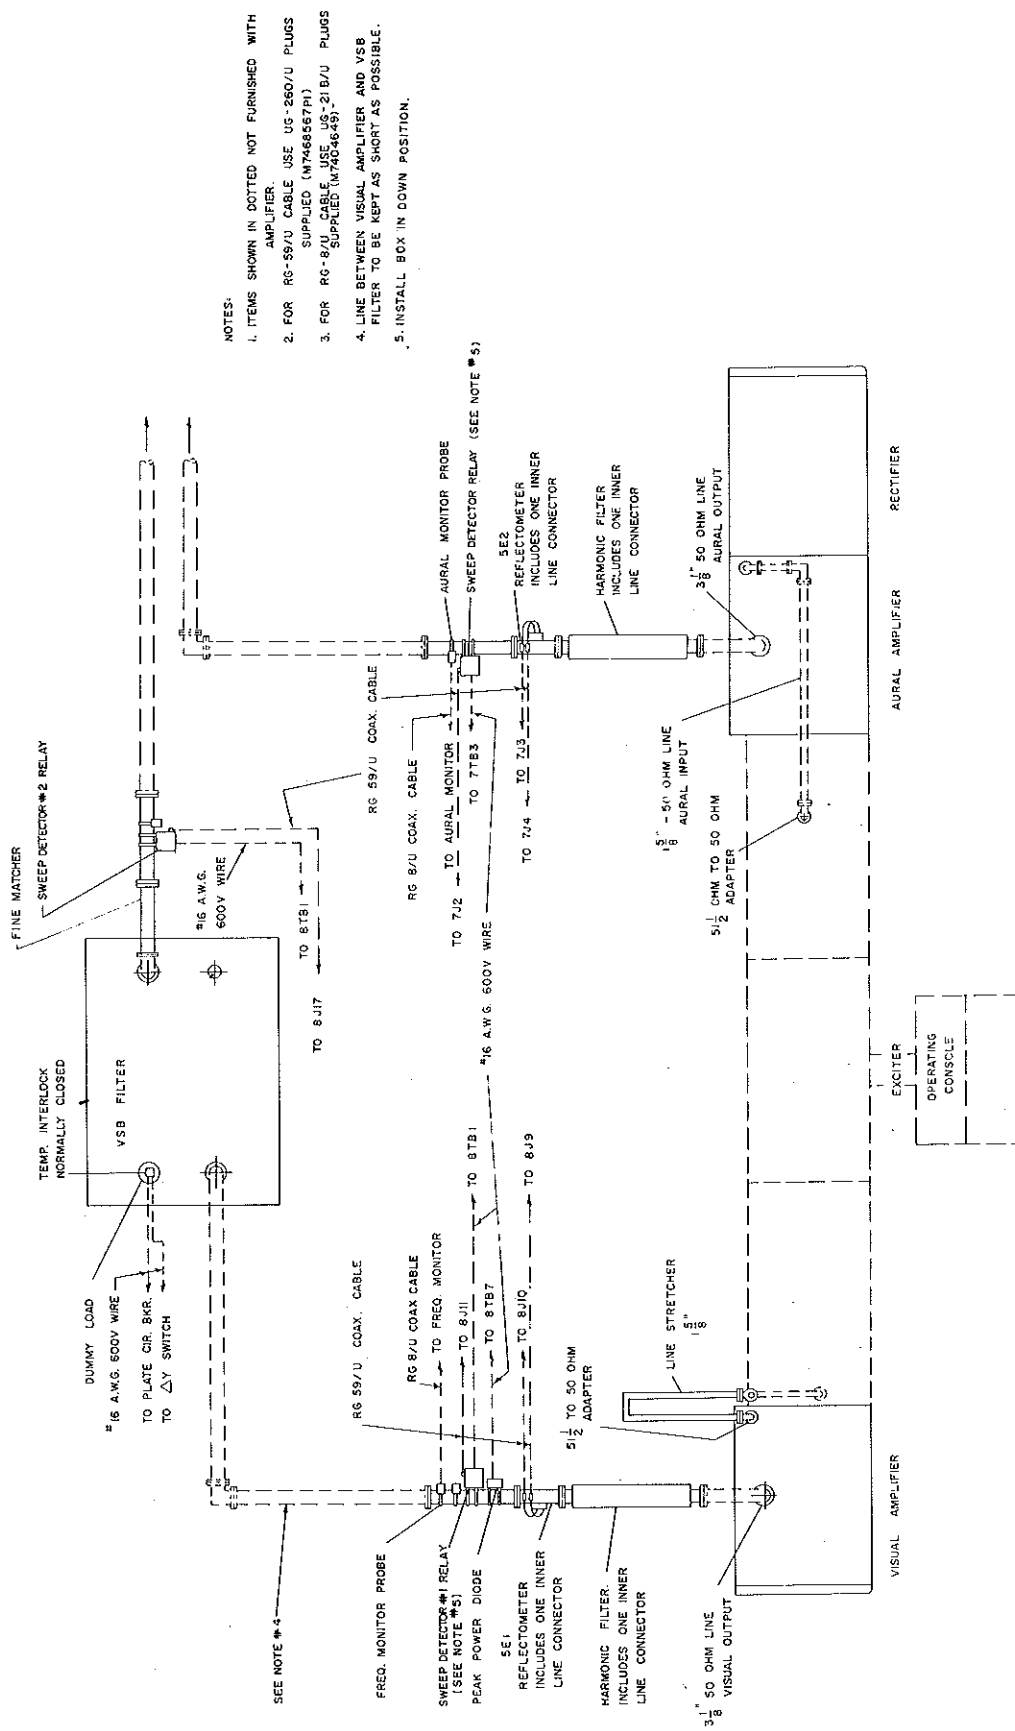 FINE MATCHER
SWEEP DETECTOR #2 RELAY
#16 A.W.G.
600V WIRE
TO 8TB1
TO 8J17
TEMP. INTERLOCK
NORMALLY CLOSED
VSB FILTER
DUMMY LOAD
#16 A.W.G. 600V WIRE
TO PLATE CIR. BKR.
TO △Y SWITCH
SEE NOTE #4
NOTES:
1. ITEMS SHOWN IN DOTTED NOT FURNISHED WITH
AMPLIFIER.
2. FOR RG-59/U CABLE USE UG-260/U PLUGS
SUPPLIED (M7468567P1)
3. FOR RG-8/U CABLE USE UG-21B/U PLUGS
SUPPLIED (M7404649).
4. LINE BETWEEN VISUAL AMPLIFIER AND VSB
FILTER TO BE KEPT AS SHORT AS POSSIBLE.
5. INSTALL BOX IN DOWN POSITION.
RG 59/U COAX. CABLE
RG 8/U COAX. CABLE
TO 7J2
TO AURAL MONITOR
TO 7TB3
TO 7J4
TO 7J3
AURAL MONITOR PROBE
SWEEP DETECTOR RELAY (SEE NOTE #5)
5E2
REFLECTOMETER
INCLUDES ONE INNER
LINE CONNECTOR
HARMONIC FILTER
INCLUDES ONE INNER
LINE CONNECTOR
3 1/8" 50 OHM LINE
AURAL OUTPUT
#16 A.W.G. 600V WIRE
RG 8/U COAX CABLE
RG 59/U COAX. CABLE
TO FREQ. MONITOR
TO 8J11
TO 8TB1
TO 8TB7
TO 8J10
TO 8J9
FREQ. MONITOR PROBE
SWEEP DETECTOR #1 RELAY
(SEE NOTE #5)
PEAK POWER DIODE
5E1
REFLECTOMETER
INCLUDES ONE INNER
LINE CONNECTOR
HARMONIC FILTER.
INCLUDES ONE INNER
LINE CONNECTOR
3 1/8" 50 OHM LINE
VISUAL OUTPUT
51 1/2 TO 50 OHM
ADAPTER
LINE STRETCHER
1 5/8"
51 1/2 OHM TO 50 OHM
ADAPTER
1 5/8" - 50 OHM LINE
AURAL INPUT
VISUAL AMPLIFIER
EXCITER
OPERATING
CONSOLE
AURAL AMPLIFIER
RECTIFIER